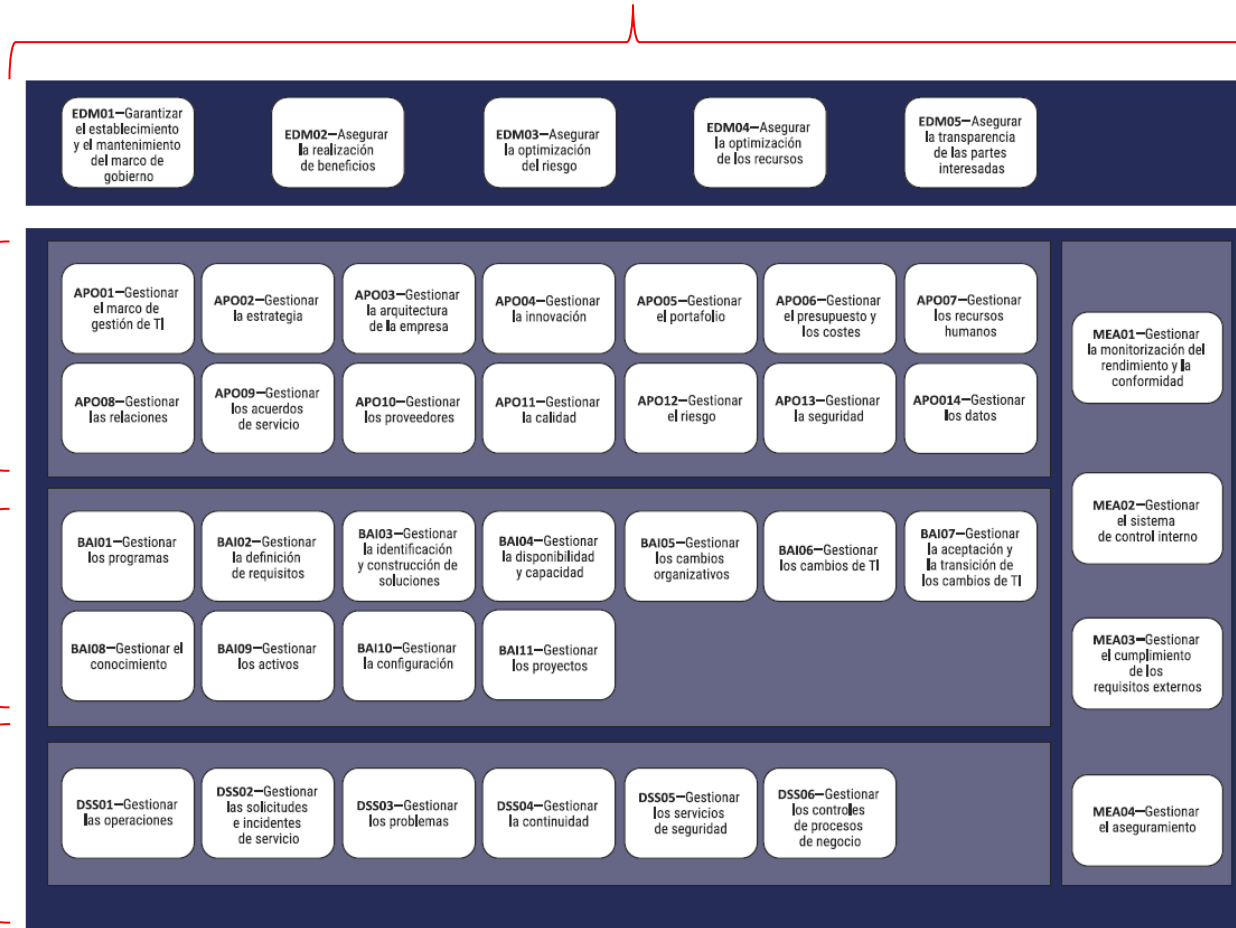 EDM01—Garantizar
el establecimiento
y el mantenimiento
del marco de
gobierno
EDM02—Asegurar
la realización
de beneficios
EDM03—Asegurar
la optimización
del riesgo
EDM04—Asegurar
la optimización
de los recursos
EDM05—Asegurar
la transparencia
de las partes
interesadas
APO01—Gestionar
el marco de
gestión de TI
APO02—Gestionar
la estrategia
APO03—Gestionar
la arquitectura
de la empresa
APO04—Gestionar
la innovación
APO05—Gestionar
el portafolio
APO06—Gestionar
el presupuesto y
los costes
APO07—Gestionar
los recursos
humanos
APO08—Gestionar
las relaciones
APO09—Gestionar
los acuerdos
de servicio
APO10—Gestionar
los proveedores
APO11—Gestionar
la calidad
APO12—Gestionar
el riesgo
APO13—Gestionar
la seguridad
APO014—Gestionar
los datos
BAI01—Gestionar
los programas
BAI02—Gestionar
la definición
de requisitos
BAI03—Gestionar
la identificación
y construcción de
soluciones
BAI04—Gestionar
la disponibilidad
y capacidad
BAI05—Gestionar
los cambios
organizativos
BAI06—Gestionar
los cambios de TI
BAI07—Gestionar
la aceptación y
la transición de
los cambios de TI
BAI08—Gestionar el
conocimiento
BAI09—Gestionar
los activos
BAI10—Gestionar
la configuración
BAI11—Gestionar
los proyectos
DSS01—Gestionar
las operaciones
DSS02—Gestionar
las solicitudes
e incidentes
de servicio
DSS03—Gestionar
los problemas
DSS04—Gestionar
la continuidad
DSS05—Gestionar
los servicios
de seguridad
DSS06—Gestionar
los controles
de procesos
de negocio
MEA01—Gestionar
la monitorización del
rendimiento y la
conformidad
MEA02—Gestionar
el sistema
de control interno
MEA03—Gestionar
el cumplimiento
de los
requisitos externos
MEA04—Gestionar
el aseguramiento